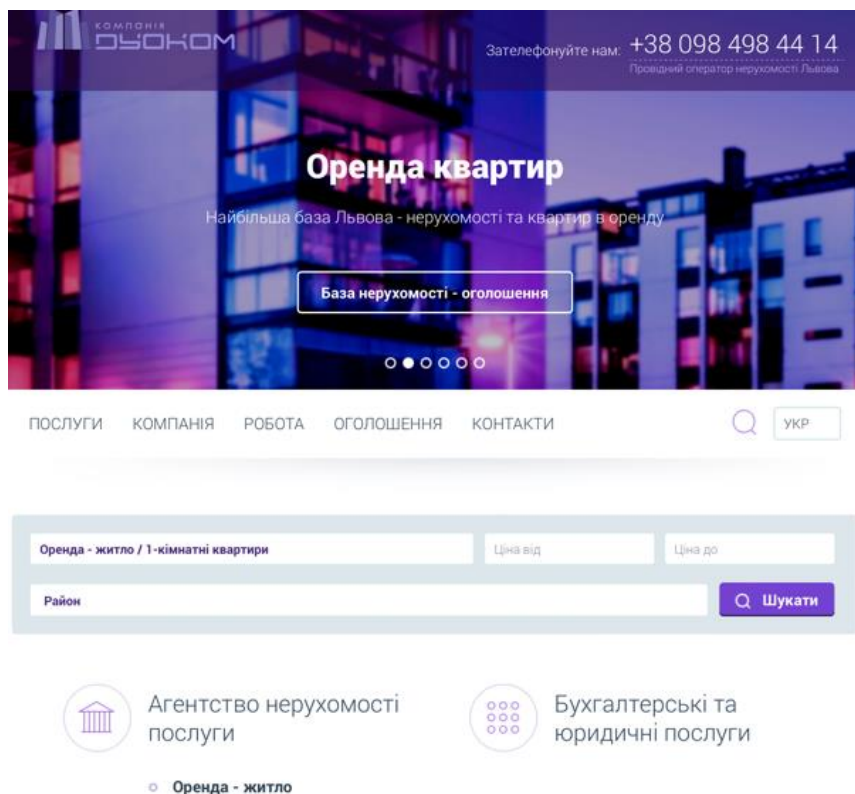 компанія
дуоком
Зателефонуйте нам: +38 098 498 44 14
Провідний оператор нерухомості Львова
Оренда квартир
Найбільша база Львова - нерухомості та квартир в оренду
База нерухомості - оголошення
ПОСЛУГИ КОМПАНІЯ РОБОТА ОГОЛОШЕННЯ КОНТАКТИ УКР
Оренда - житло / 1-кімнатні квартири Ціна від Ціна до
Район Шукати
Агентство нерухомості Бухгалтерські та
послуги юридичні послуги
Оренда - житло